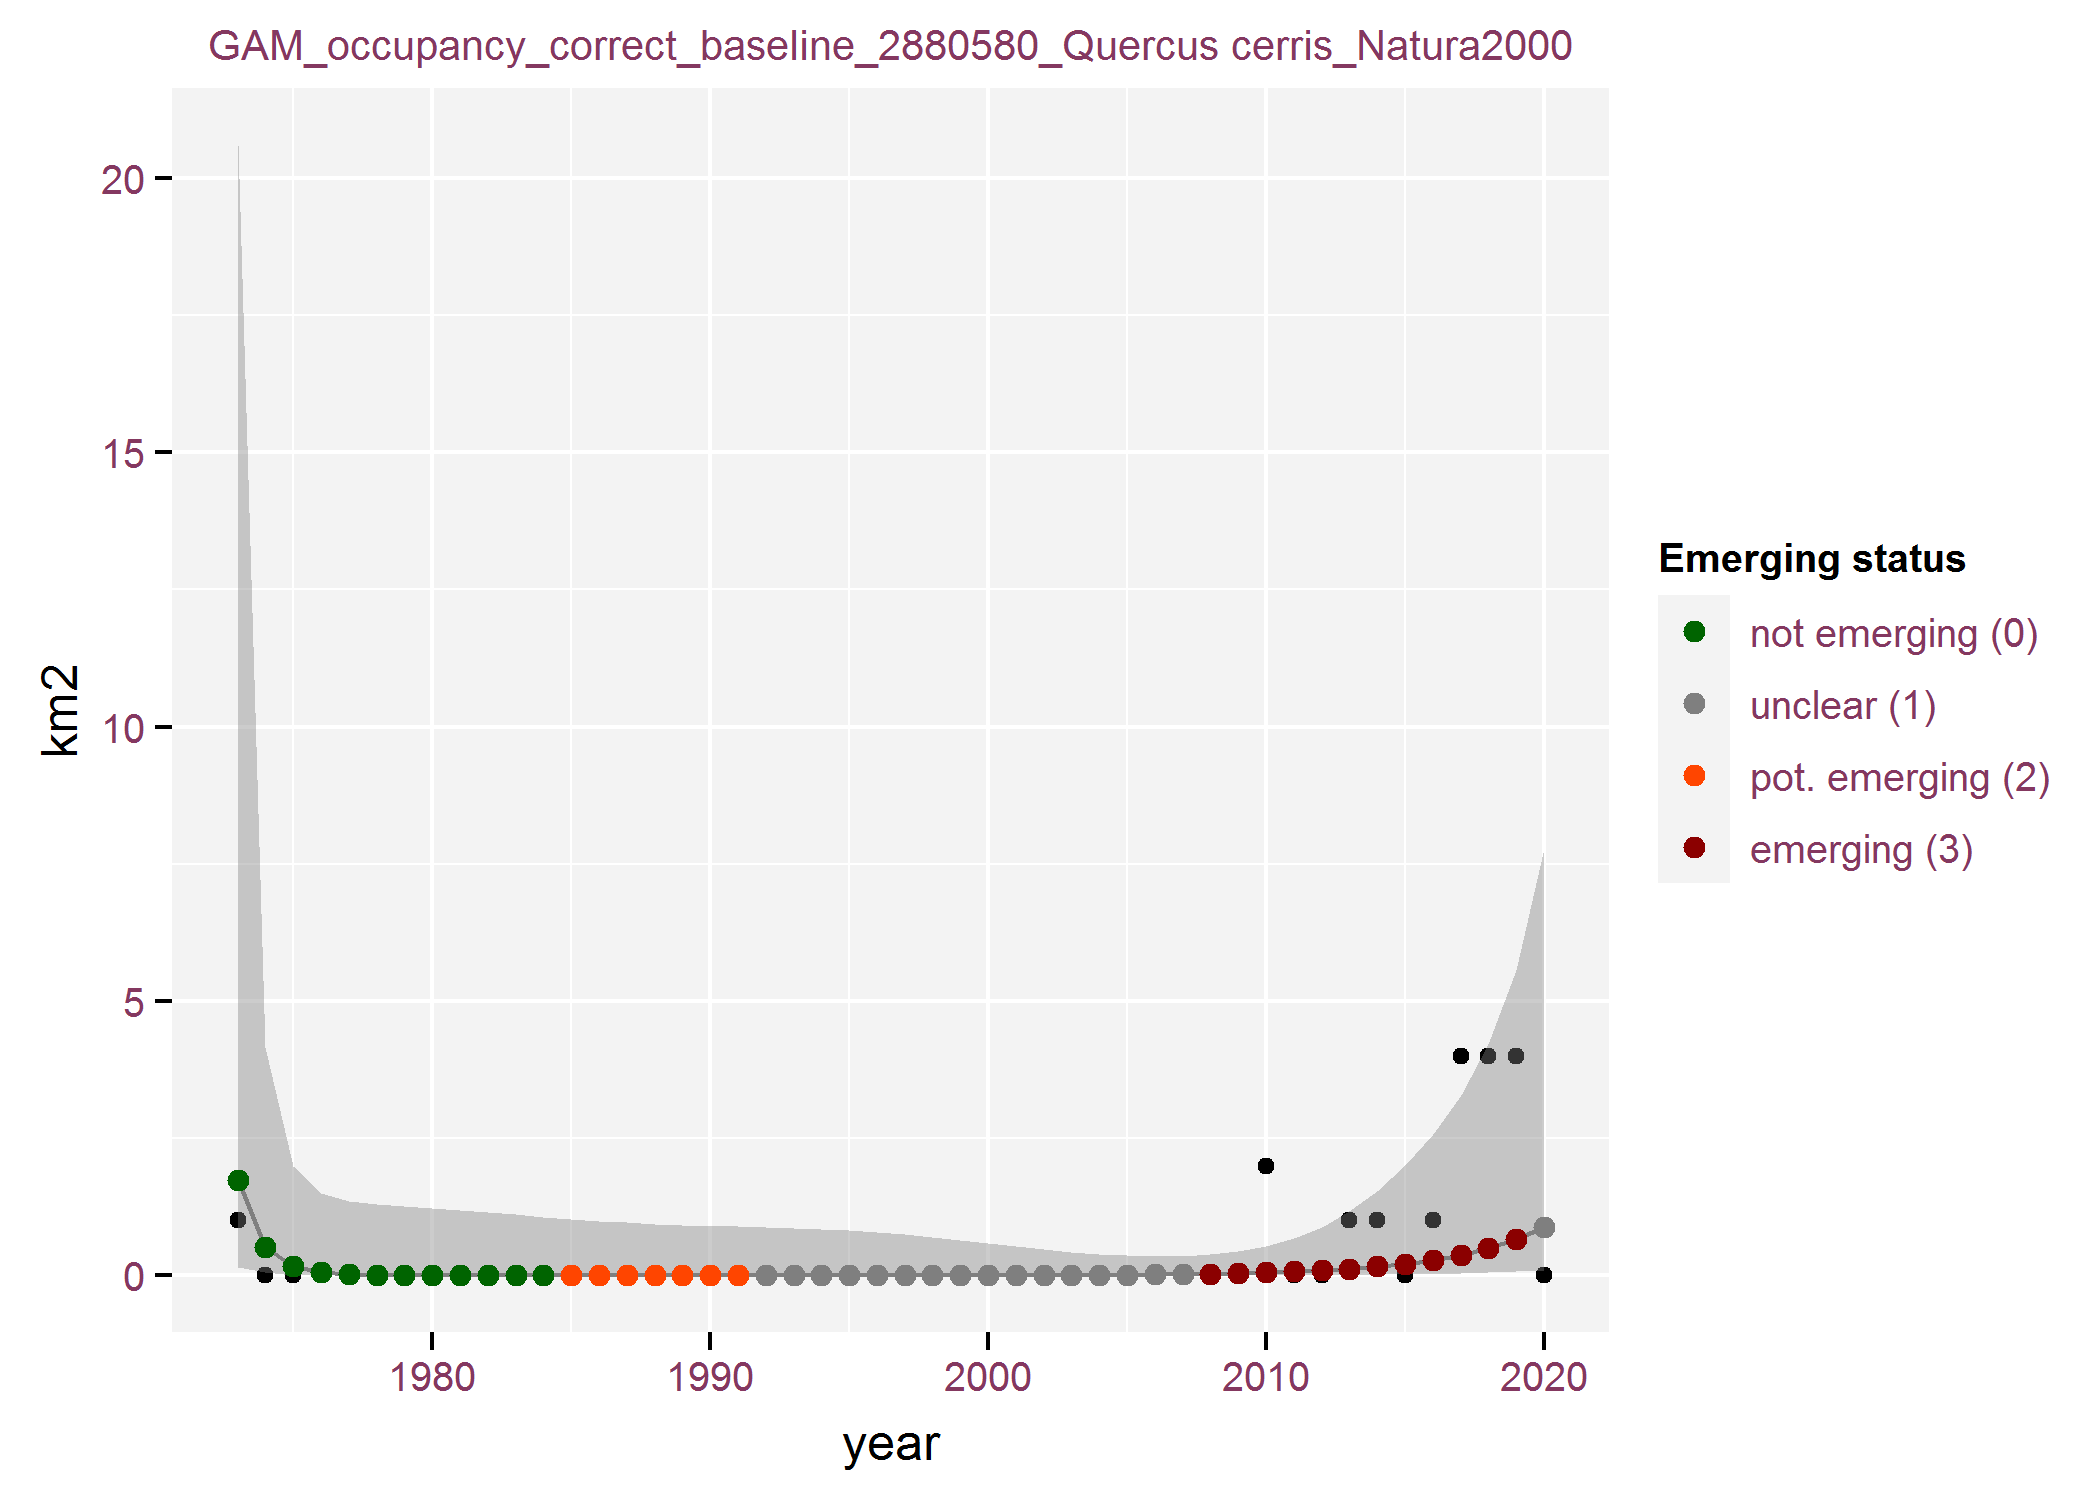 GAM_occupancy_correct_baseline_2880580_Quercus cerris_Natura2000
20
15
10
5
0
km2
1980 1990 2000 2010 2020
year
Emerging status
not emerging (0)
unclear (1)
pot. emerging (2)
emerging (3)